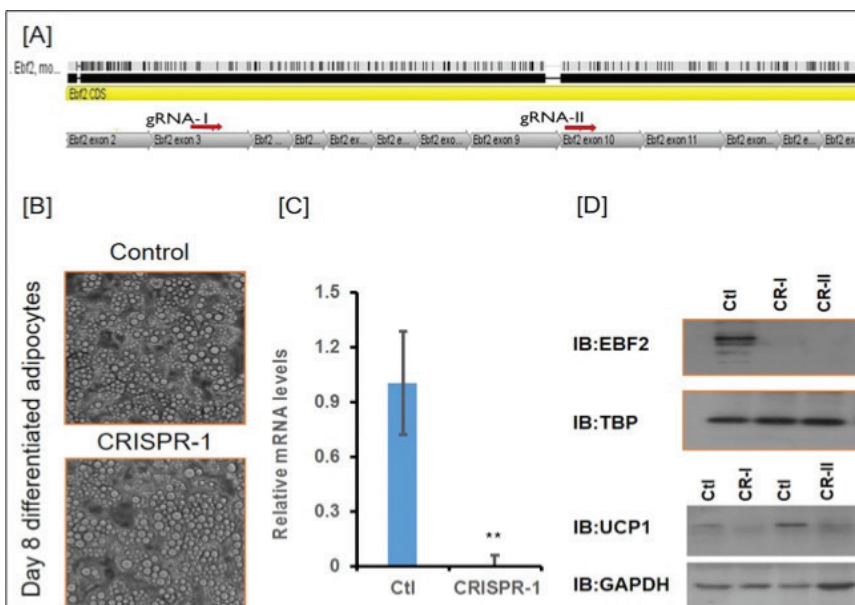 [A]
. Ebf2, mo...
Ebf2 CDS
gRNA-I
gRNA-II
Ebf2 exon 2
Ebf2 exon 3
Ebf2 ...
Ebf2...
Ebf2 ex...
Ebf2 e...
Ebf2 exo...
Ebf2 exon 9
Ebf2 exon 10
Ebf2 exon 11
Ebf2 exon...
Ebf2 e...
Ebf2 ex
[B]
Control
CRISPR-1
Day 8 differentiated adipocytes
[C]
Relative mRNA levels
1.5
1.2
0.9
0.6
0.3
0
**
Ctl
CRISPR-1
[D]
Ctl
CR-I
CR-II
IB:EBF2
IB:TBP
Ctl
CR-I
Ctl
CR-II
IB:UCP1
IB:GAPDH